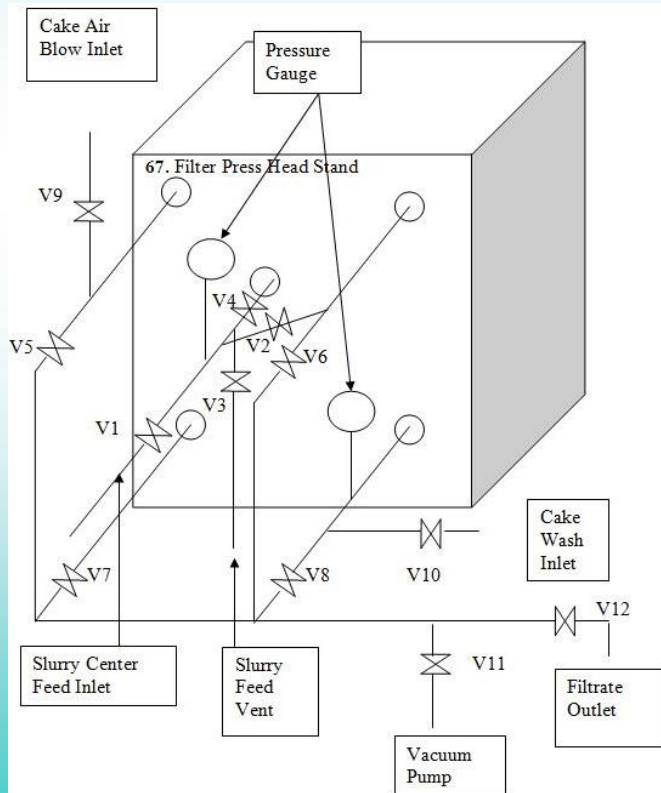 Cake Air
Blow Inlet
Pressure
Gauge
67. Filter Press Head Stand
V9
V4
V5
V2
V6
V3
V1
Cake
Wash
Inlet
V7
V8
V10
V12
Slurry Center
Feed Inlet
Slurry
Feed
Vent
V11
Filtrate
Outlet
Vacuum
Pump